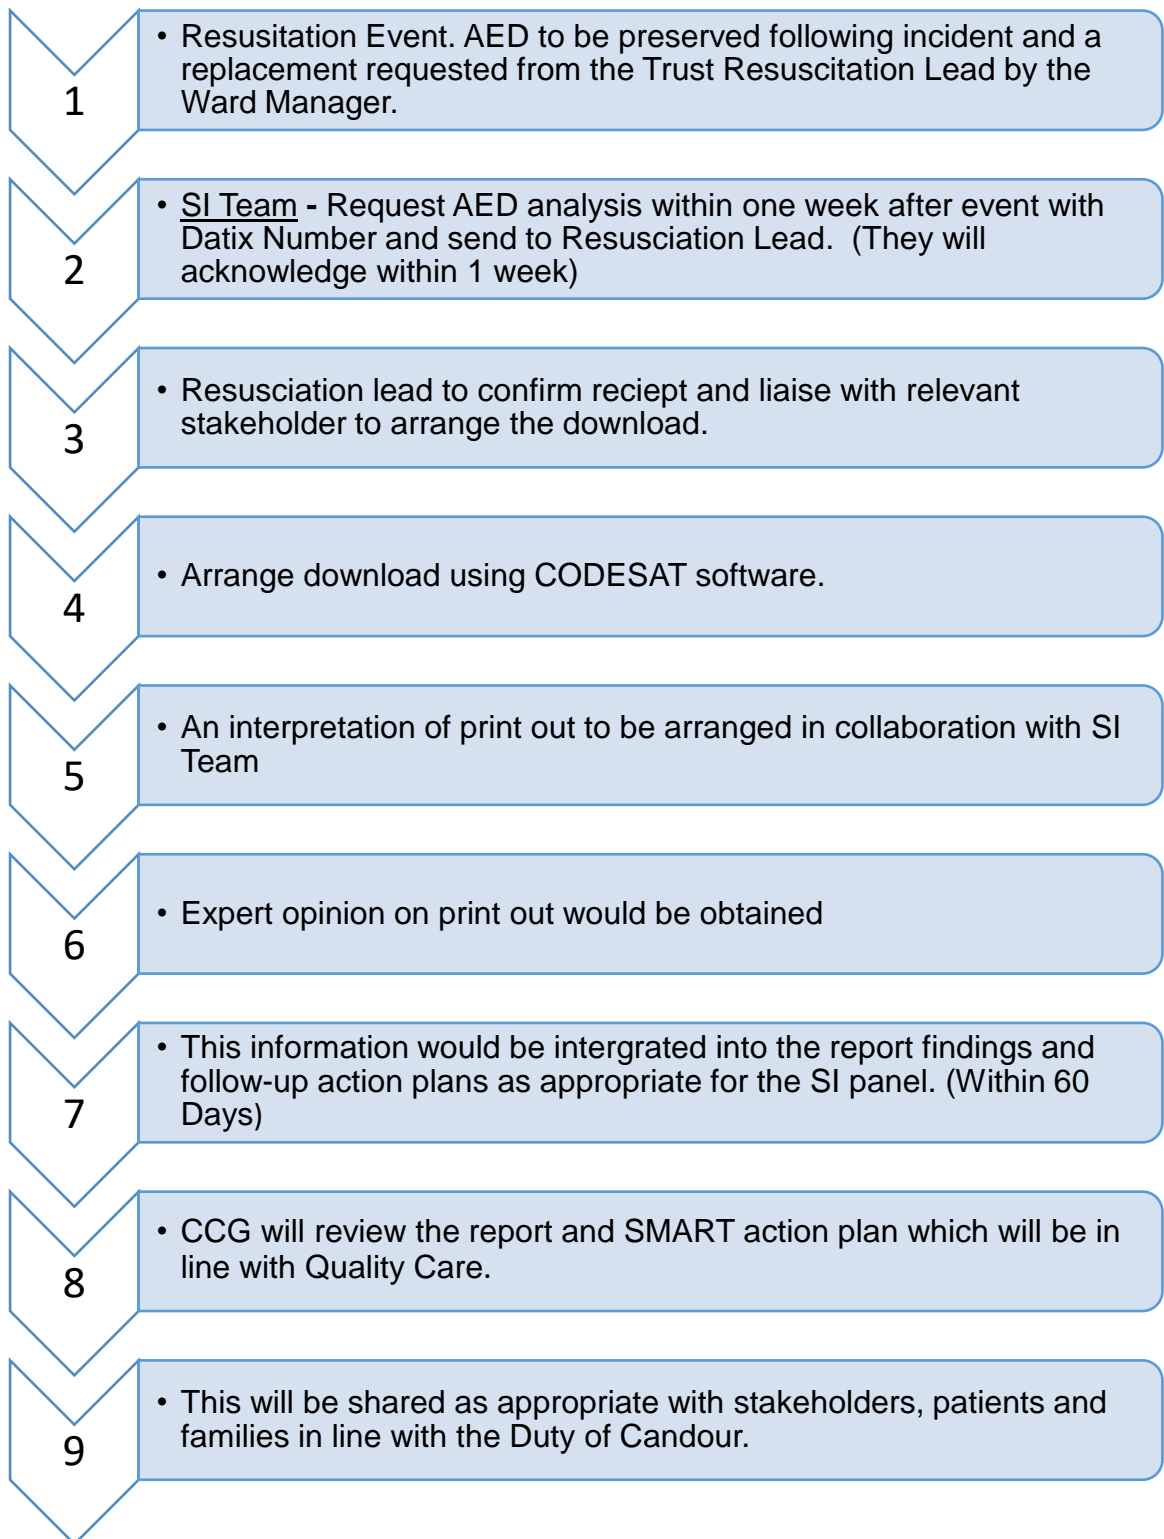 1
• Resusitation Event. AED to be preserved following incident and a
replacement requested from the Trust Resuscitation Lead by the
Ward Manager.
2
• SI Team - Request AED analysis within one week after event with
Datix Number and send to Resusciation Lead.  (They will
acknowledge within 1 week)
3
• Resusciation lead to confirm reciept and liaise with relevant
stakeholder to arrange the download.
4
• Arrange download using CODESAT software.
5
• An interpretation of print out to be arranged in collaboration with SI
Team
6
• Expert opinion on print out would be obtained
7
• This information would be intergrated into the report findings and
follow-up action plans as appropriate for the SI panel. (Within 60
Days)
8
• CCG will review the report and SMART action plan which will be in
line with Quality Care.
9
• This will be shared as appropriate with stakeholders, patients and
families in line with the Duty of Candour.